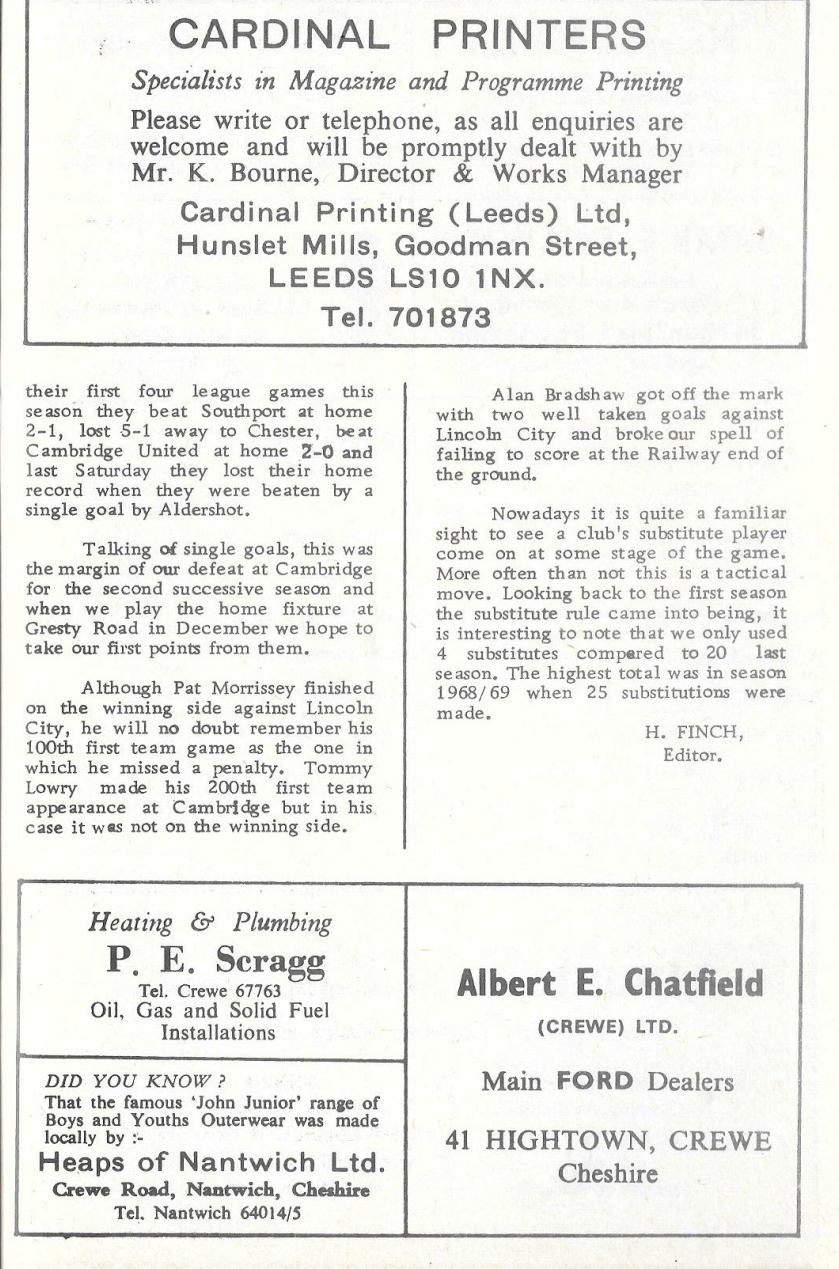 CARDINAL PRINTERS
Specialists in Magazine and Programme Printing
Please write or telephone, as all enquiries are
welcome and will be promptly dealt with by
Mr. K. Bourne, Director & Works Manager
Cardinal Printing (Leeds) Ltd,
Hunslet Mills, Goodman Street,
LEEDS LS10 1NX.
Tel. 701873
their first four league games this
season they beat Southport at home
2-1, lost 5-1 away to Chester, beat
Cambridge United at home 2-0 and
last Saturday they lost their home
record when they were beaten by a
single goal by Aldershot.
Talking of single goals, this was
the margin of our defeat at Cambridge
for the second successive season and
when we play the home fixture at
Gresty Road in December we hope to
take our first points from them.
Although Pat Morrissey finished
on the winning side against Lincoln
City, he will no doubt remember his
100th first team game as the one in
which he missed a penalty. Tommy
Lowry made his 200th first team
appearance at Cambridge but in his
case it was not on the winning side.
Alan Bradshaw got off the mark
with two well taken goals against
Lincoln City and broke our spell of
failing to score at the Railway end of
the ground.
Nowadays it is quite a familiar
sight to see a club's substitute player
come on at some stage of the game.
More often than not this is a tactical
move. Looking back to the first season
the substitute rule came into being, it
is interesting to note that we only used
4 substitutes compared to 20 last
season. The highest total was in season
1968/69 when 25 substitutions were
made.
H. FINCH,
Editor.
Heating & Plumbing
P. E. Scragg
Tel. Crewe 67763
Oil, Gas and Solid Fuel
Installations
DID YOU KNOW ?
That the famous 'John Junior' range of
Boys and Youths Outerwear was made
locally by :-
Heaps of Nantwich Ltd.
Crewe Road, Nantwich, Cheshire
Tel. Nantwich 64014/5
Albert E. Chatfield
(CREWE) LTD.
Main FORD Dealers
41 HIGHTOWN, CREWE
Cheshire